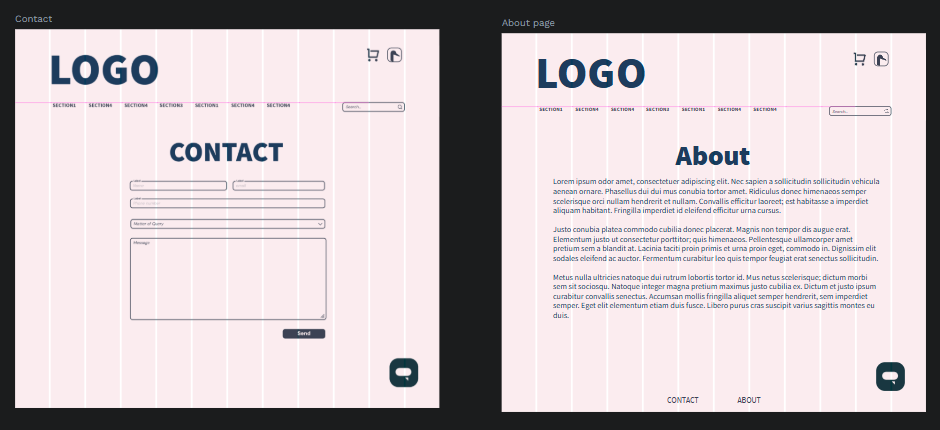 Contact
LOGO
SECTION1 SECTION4 SECTION4 SECTION3 SECTION1 SECTION4 SECTION4
Search...
CONTACT
Matter of Query
Message
Send
About page
LOGO
SECTION1 SECTION4 SECTION4 SECTION3 SECTION1 SECTION4 SECTION4
Search...
About
Lorem ipsum odor amet, consectetuer adipiscing elit. Nec sapien a sollicitudin sollicitudin vehicula
aenean ornare. Phasellus dui dui mus conubia tortor amet. Ridiculus donec himenaeos semper
scelerisque orci nullam hendrerit et nullam. Convallis efficitur laoreet; est habitasse a imperdiet
aliquam habitant. Fringilla imperdiet id eleifend efficitur urna cursus.
Justo conubia platea commodo cubilia donec placerat. Magnis non tempor dis augue erat.
Elementum justo ut consectetur porttitor; quis himenaeos. Pellentesque ullamcorper amet
pretium sem a blandit at. Lacinia taciti proin primis et urna proin eget, commodo in. Dignissim elit
sodales eleifend ac auctor. Fermentum curabitur leo quis tempor feugiat erat senectus sollicitudin.
Metus nulla ultricies natoque dui rutrum lobortis tortor id. Mus netus scelerisque; dictum morbi
sem sit sociosqu. Natoque integer magna pretium maximus justo cubilia ex. Dictum et justo ipsum
curabitur convallis senectus. Accumsan mollis fringilla aliquet semper hendrerit, sem imperdiet
semper. Eget elit elementum etiam duis fusce. Libero purus cras suscipit varius sagittis montes eu
duis.
CONTACT ABOUT